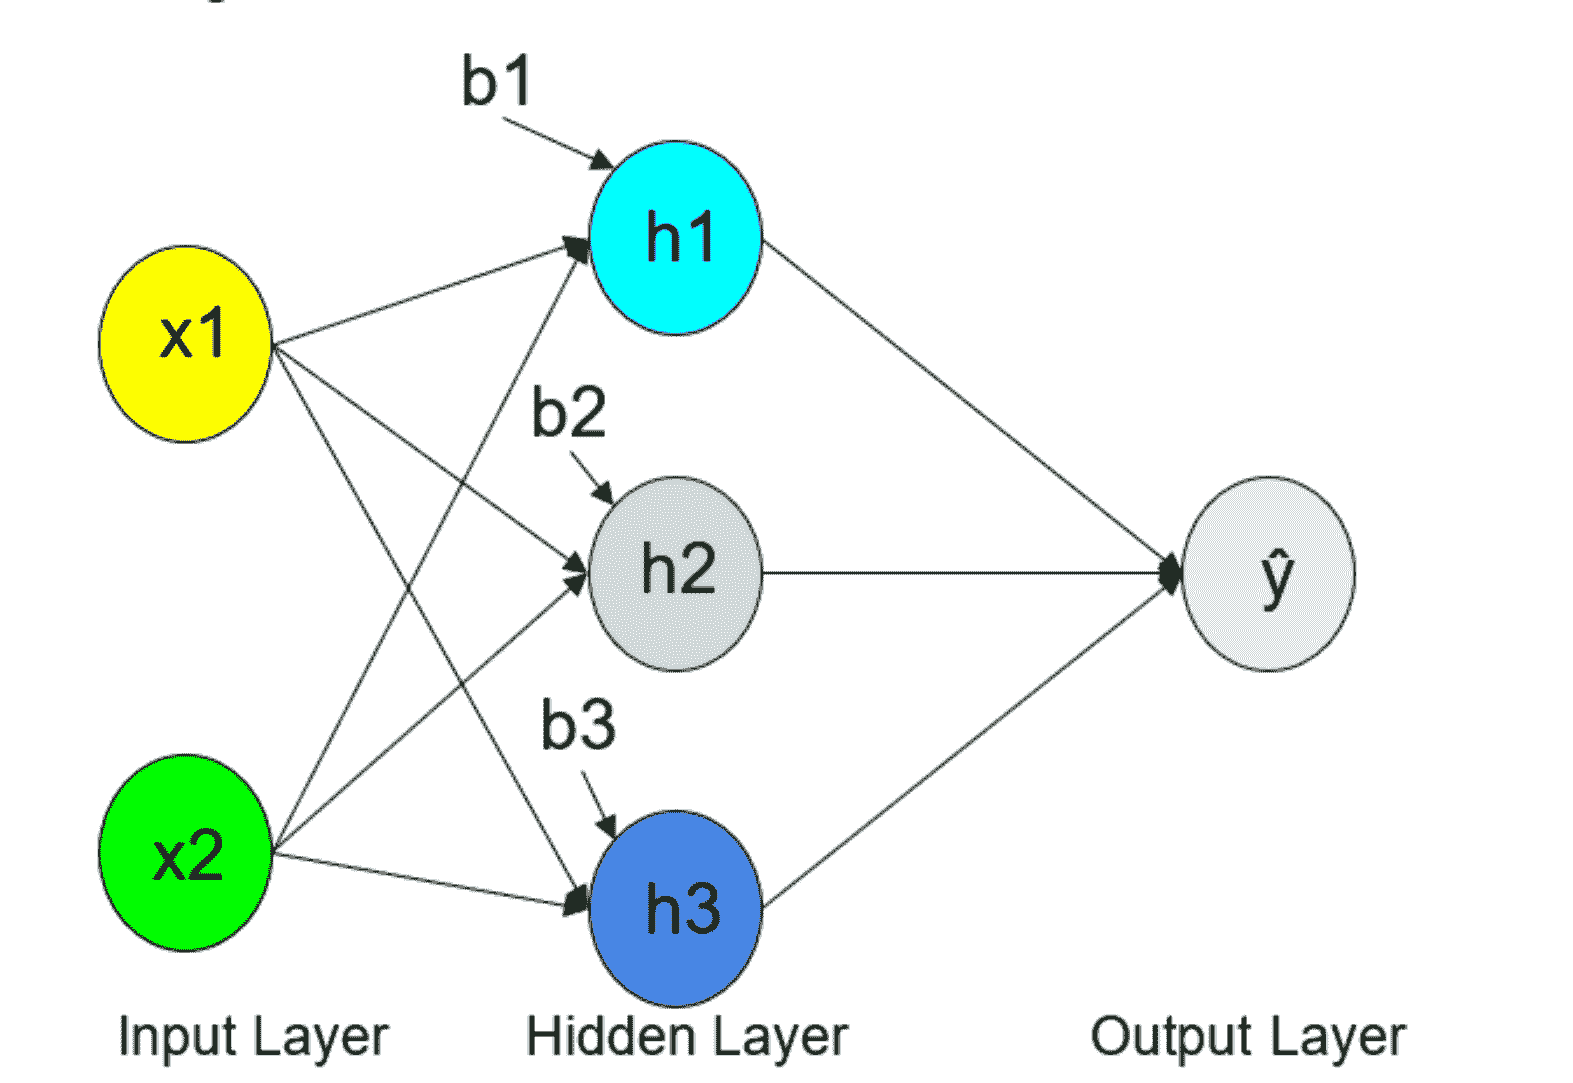 b1
h1
x1
b2
h2
ŷ
b3
x2
h3
Input Layer
Hidden Layer
Output Layer